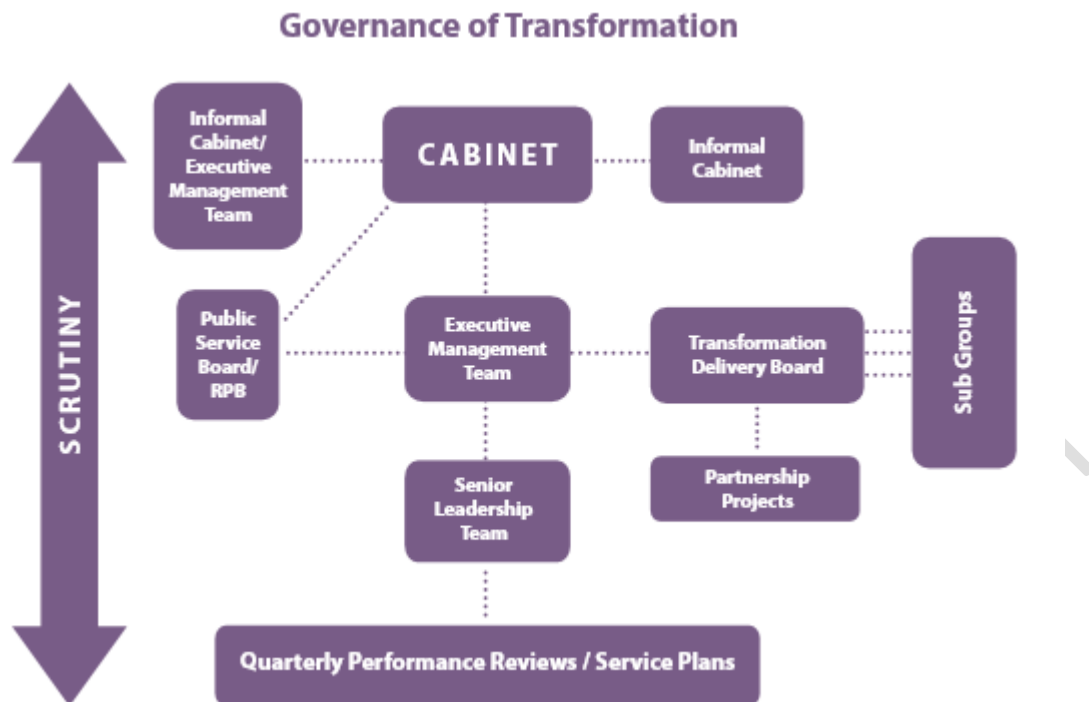 Governance of Transformation
SCRUTINY
Informal
Cabinet/
Executive
Management
Team
CABINET
Informal
Cabinet
Public
Service
Board/
RPB
Executive
Management
Team
Transformation
Delivery Board
Sub Groups
Senior
Leadership
Team
Partnership
Projects
Quarterly Performance Reviews / Service Plans